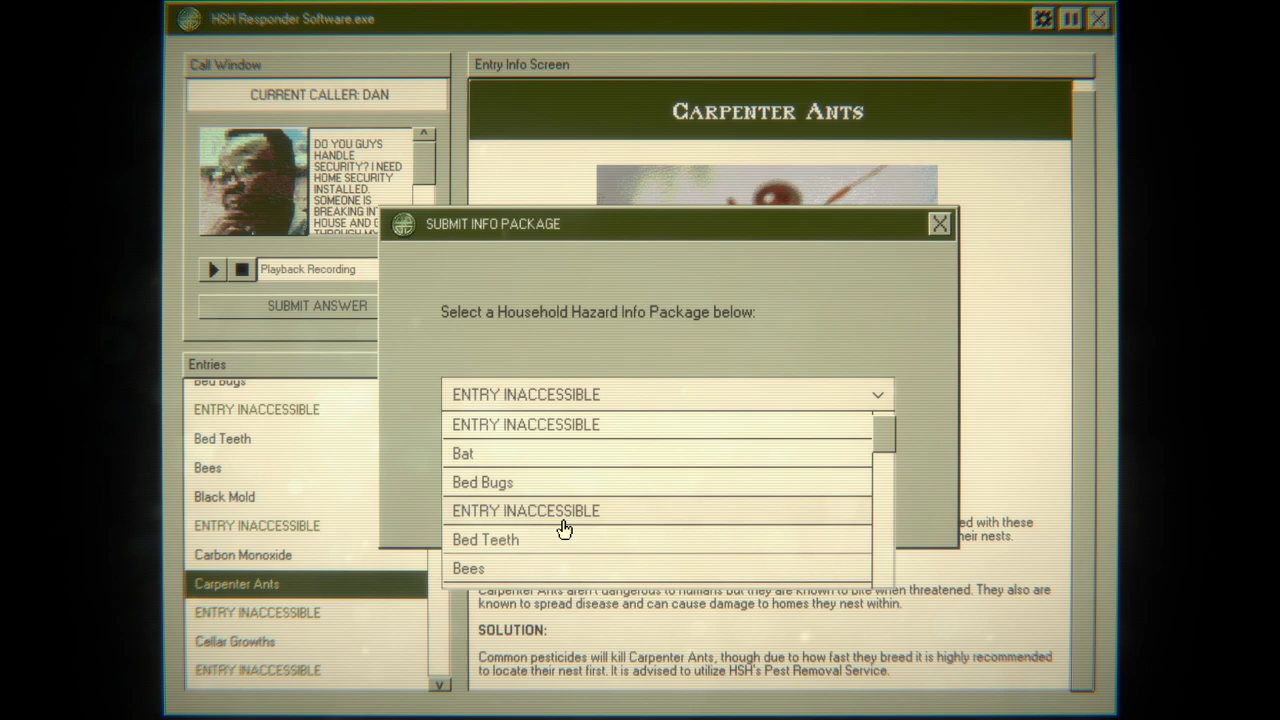 HSH Responder Software.exe
Call Window
CURRENT CALLER: DAN
DO YOU GUYS
HANDLE
SECURITY? I NEED
HOME SECURITY
INSTALLED.
SOMEONE IS
BREAKING IN
HOUSE AND
THROUGH MY
Playback Recording
SUBMIT ANSWER
Entries
Bed Bugs
ENTRY INACCESSIBLE
Bed Teeth
Bees
Black Mold
ENTRY INACCESSIBLE
Carbon Monoxide
Carpenter Ants
ENTRY INACCESSIBLE
Cellar Growths
ENTRY INACCESSIBLE
Entry Info Screen
Carpenter Ants
SUBMIT INFO PACKAGE
Select a Household Hazard Info Package below:
ENTRY INACCESSIBLE
ENTRY INACCESSIBLE
Bat
Bed Bugs
ENTRY INACCESSIBLE
Bed Teeth
Bees
with these
nests.
Carpenter Ants aren't dangerous to humans but they are known to bite when threatened. They also are
known to spread disease and can cause damage to homes they nest within.
SOLUTION:
Common pesticides will kill Carpenter Ants, though due to how fast they breed it is highly recommended
to locate their nest first. It is advised to utilize HSH's Pest Removal Service.